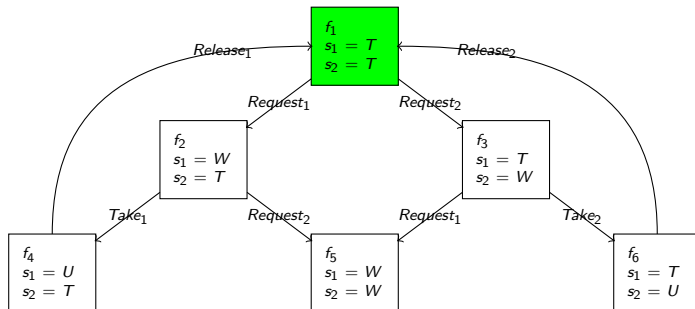 f₁
s₁ = T
s₂ = T
Release₁
Release₂
Request₁
Request₂
f₂
s₁ = W
s₂ = T
f₃
s₁ = T
s₂ = W
Take₁
Request₂
Request₁
Take₂
f₄
s₁ = U
s₂ = T
f₅
s₁ = W
s₂ = W
f₆
s₁ = T
s₂ = U